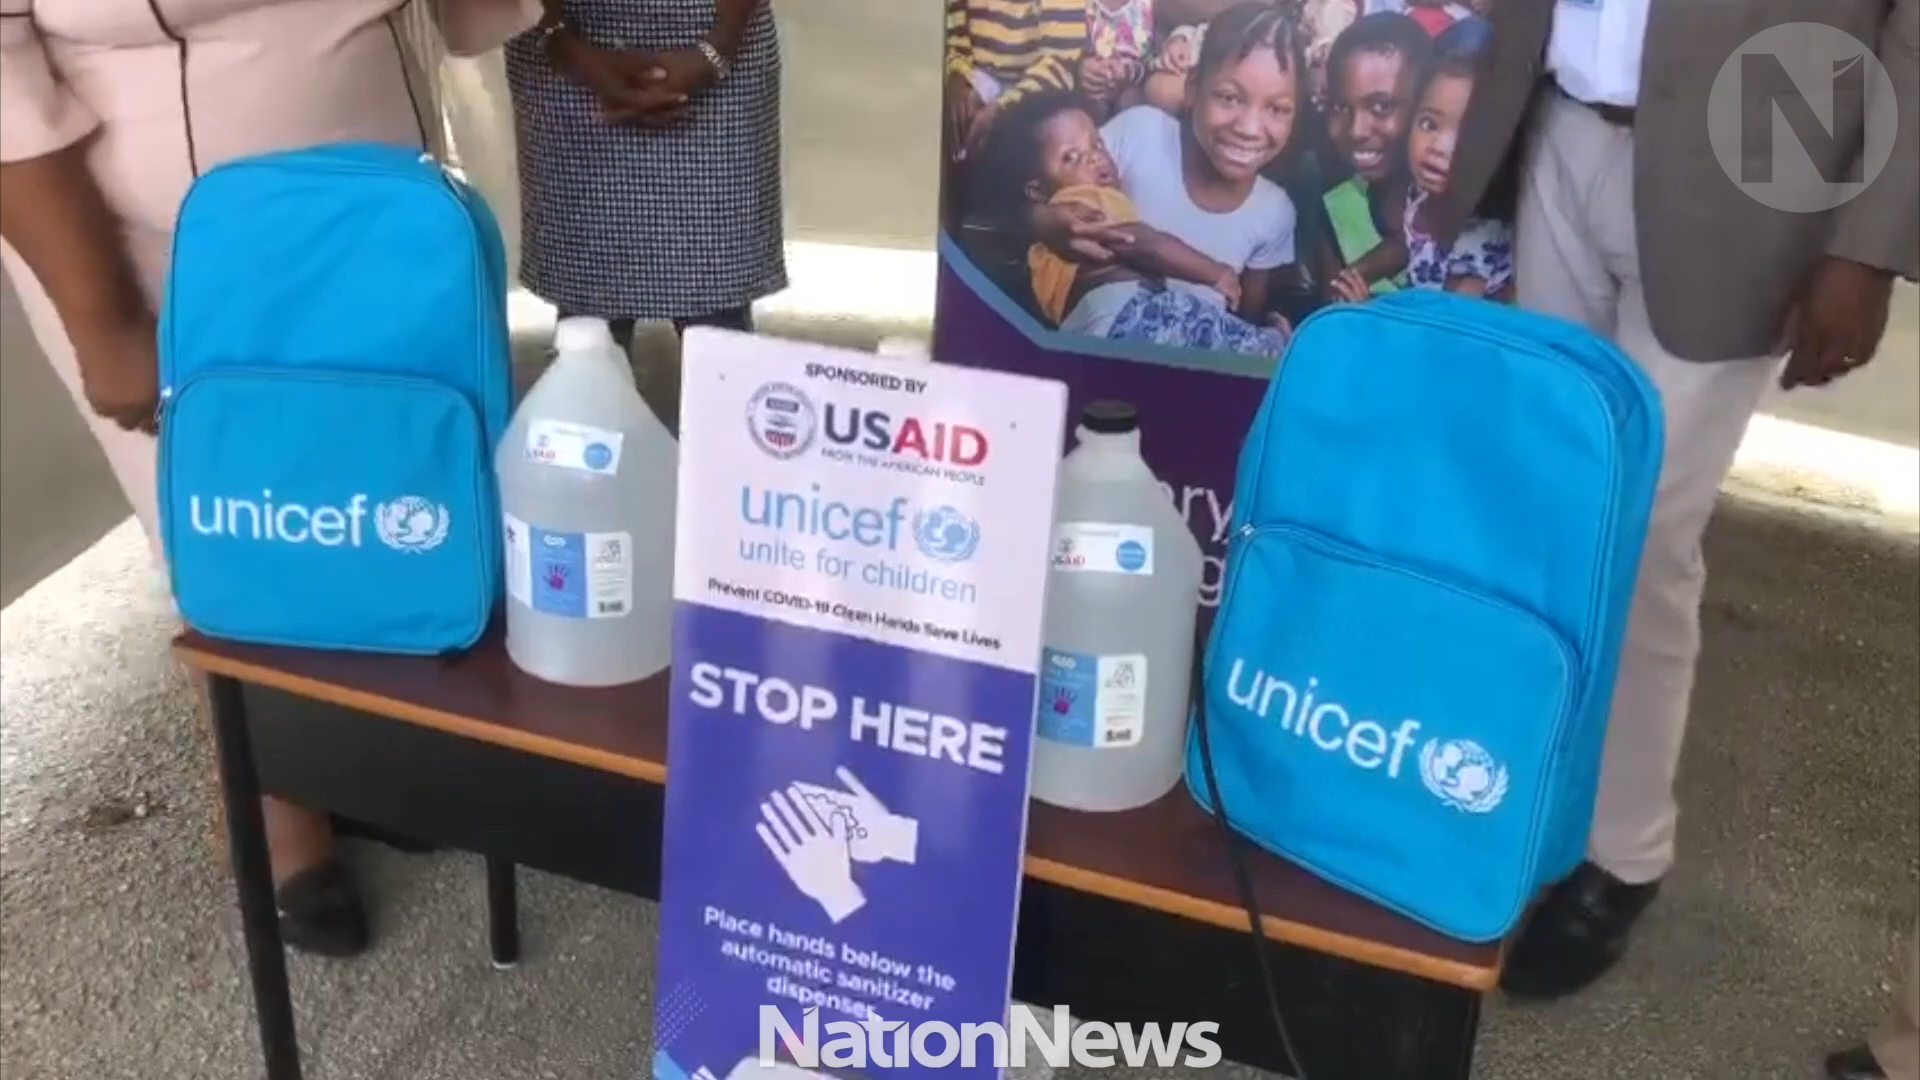 N
SPONSORED BY
USAID
FROM THE AMERICAN PEOPLE
unicef
unite for children
Prevent COVID-19 Clean Hands Save Lives
STOP HERE
Place hands below the
automatic sanitizer
dispenser
unicef
USAID
USAID
unicef
NationNews